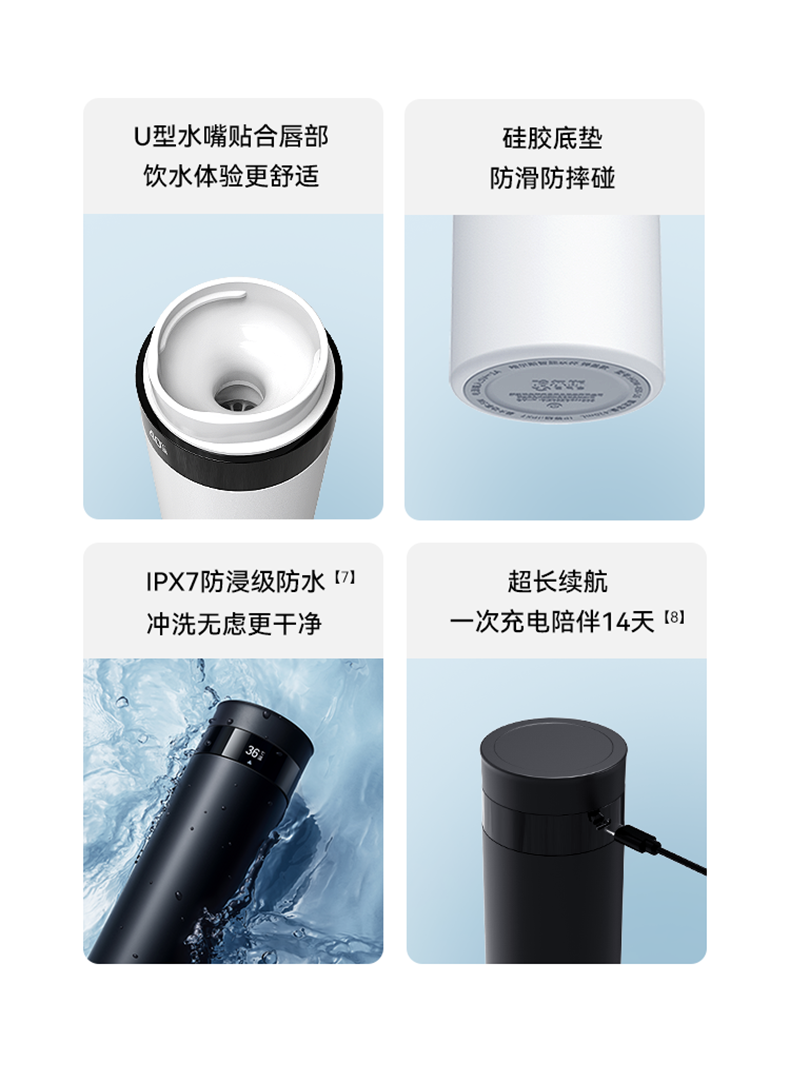 U型水嘴贴合唇部
饮水体验更舒适
硅胶底垫
防滑防摔碰
40
IPX7防浸级防水【7】
冲洗无虑更干净
36
超长续航
一次充电陪伴14天【8】